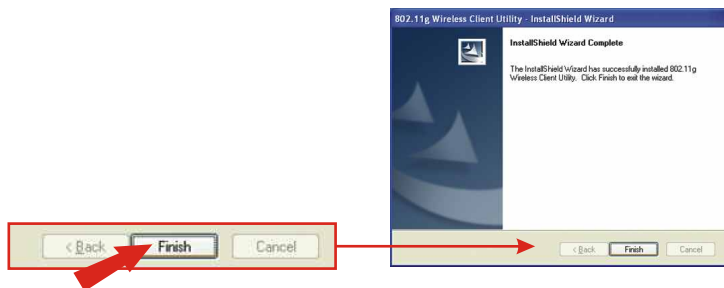 802.11g Wireless Client Utility - InstallShield Wizard
InstallShield Wizard Complete
The InstallShield Wizard has successfully installed 802.11g
Wireless Client Utility. Click Finish to exit the wizard.
< Back Finish Cancel
< Back Finish Cancel